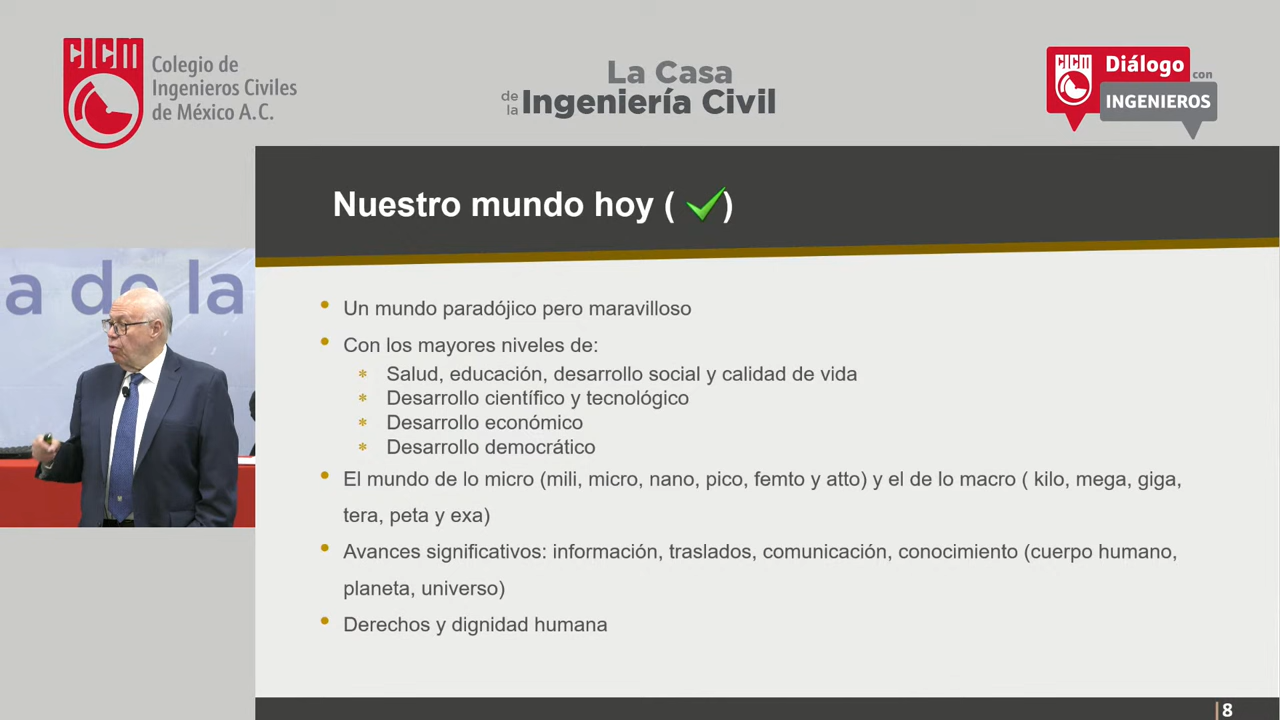 CICM
Colegio de
Ingenieros Civiles
de México A.C.
La Casa
de la Ingeniería Civil
CICM
Diálogo
con
INGENIEROS
Nuestro mundo hoy ( ✓)
a de la
• Un mundo paradójico pero maravilloso
• Con los mayores niveles de:
* Salud, educación, desarrollo social y calidad de vida
* Desarrollo científico y tecnológico
* Desarrollo económico
* Desarrollo democrático
• El mundo de lo micro (mili, micro, nano, pico, femto y atto) y el de lo macro ( kilo, mega, giga,
tera, peta y exa)
• Avances significativos: información, traslados, comunicación, conocimiento (cuerpo humano,
planeta, universo)
• Derechos y dignidad humana
|8